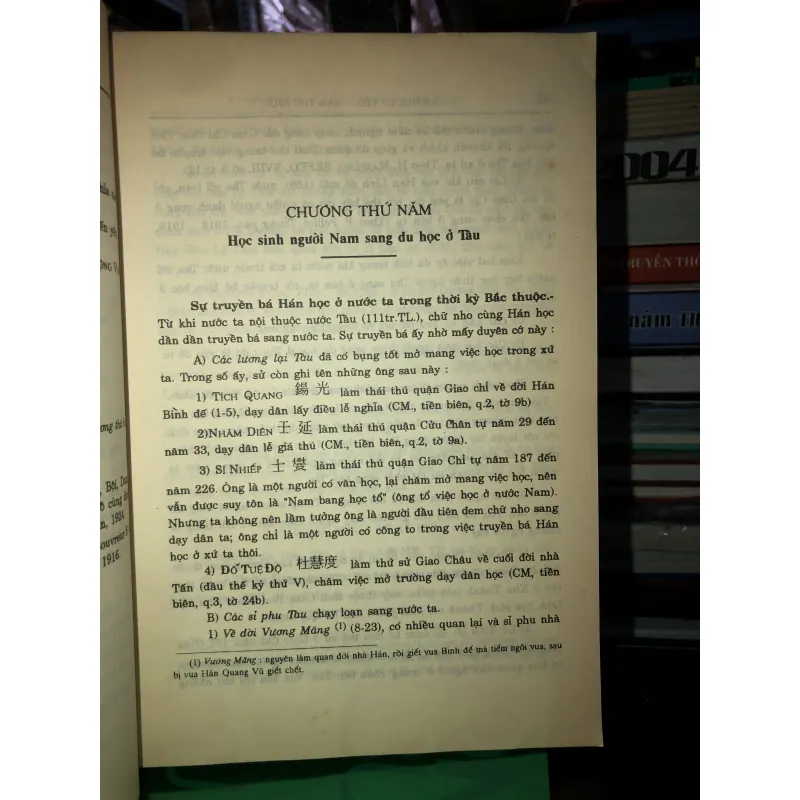 CHƯƠNG THỨ NĂM
Học sinh người Nam sang du học ở Tàu
Sự truyền bá Hán học ở nước ta trong thời kỳ Bắc thuộc.-
Từ khi nước ta nội thuộc nước Tàu (111tr.TL.), chữ nho cùng Hán học
dần dần truyền bá sang nước ta. Sự truyền bá ấy nhờ mấy duyên cớ này :
A) Các lương lại Tàu đã có bụng tốt mở mang việc học trong xứ
ta. Trong số ấy, sử còn ghi tên những ông sau này :
1) TÍCH QUANG 錫 光 làm thái thú quận Giao chỉ về đời Hán
Bình đế (1-5), dạy dân lấy điều lễ nghĩa (CM., tiền biên, q.2, tờ 9b)
2)NHÂM DIÊN 壬 延 làm thái thú quận Cửu Chân tự năm 29 đến
năm 33, dạy dân lễ giá thú (CM., tiền biên, q.2, tờ 9a).
3) SĨ NHIẾP 士 燮 làm thái thú quận Giao Chỉ tự năm 187 đến
năm 226. Ông là một người có văn học, lại chăm mở mang việc học, nên
vẫn được suy tôn là "Nam bang học tổ" (ông tổ việc học ở nước Nam).
Nhưng ta không nên lầm tưởng ông là người đầu tiên đem chữ nho sang
dạy dân ta; ông chỉ là một người có công to trong việc truyền bá Hán
học ở xứ ta thôi.
4) ĐỖ TUỆ ĐỘ 杜慧度 làm thứ sử Giao Châu về cuối đời nhà
Tấn (đầu thế kỷ thứ V), chăm việc mở trường dạy dân học (CM, tiền
biên, q.3, tờ 24b).
B) Các sĩ phu Tàu chạy loạn sang nước ta.
1) Về đời Vương Mãng (1) (8-23), có nhiều quan lại và sĩ phu nhà
(1) Vương Mãng : nguyên làm quan đời nhà Hán, rồi giết vua Bình đế mà tiếm ngôi vua, sau
bị vua Hán Quang Vũ giết chết.
2004
RUYỀN THỐ
năm TH
, Bội, Da
n, 1924
ouvreur S
1916.